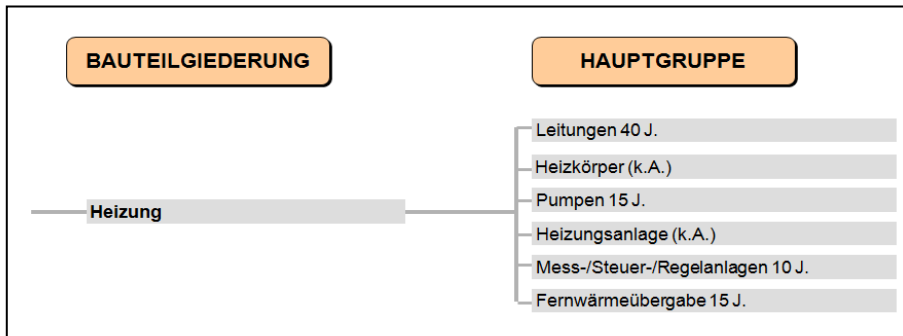 BAUTEILGIEDERUNG
HAUPTGRUPPE
Heizung
Leitungen 40 J.
Heizkörper (k.A.)
Pumpen 15 J.
Heizungsanlage (k.A.)
Mess-/Steuer-/Regelanlagen 10 J.
Fernwärmeübergabe 15 J.